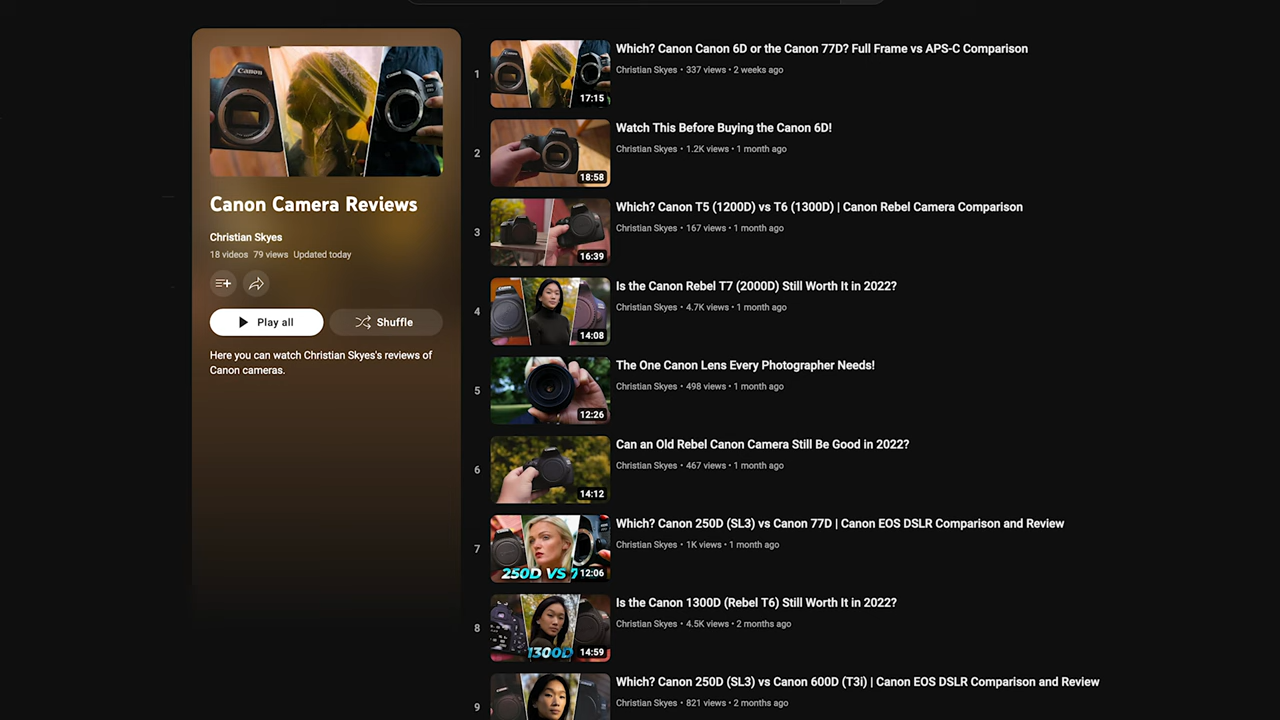 Canon
Canon Camera Reviews
Christian Skyes
18 videos 79 views Updated today
Play all
Shuffle
Here you can watch Christian Skyes's reviews of
Canon cameras.
1
17:15
Which? Canon Canon 6D or the Canon 77D? Full Frame vs APS-C Comparison
Christian Skyes • 337 views • 2 weeks ago
2
18:58
Watch This Before Buying the Canon 6D!
Christian Skyes • 1.2K views • 1 month ago
3
16:39
Which? Canon T5 (1200D) vs T6 (1300D) | Canon Rebel Camera Comparison
Christian Skyes • 167 views • 1 month ago
4
14:08
Is the Canon Rebel T7 (2000D) Still Worth It in 2022?
Christian Skyes • 4.7K views • 1 month ago
5
12:26
The One Canon Lens Every Photographer Needs!
Christian Skyes • 498 views • 1 month ago
6
14:12
Can an Old Rebel Canon Camera Still Be Good in 2022?
Christian Skyes • 467 views • 1 month ago
7
250D VS 7
12:06
Which? Canon 250D (SL3) vs Canon 77D | Canon EOS DSLR Comparison and Review
Christian Skyes • 1K views • 1 month ago
8
1300D
14:59
Is the Canon 1300D (Rebel T6) Still Worth It in 2022?
Christian Skyes • 4.5K views • 2 months ago
9
Which? Canon 250D (SL3) vs Canon 600D (T3i) | Canon EOS DSLR Comparison and Review
Christian Skyes • 821 views • 2 months ago